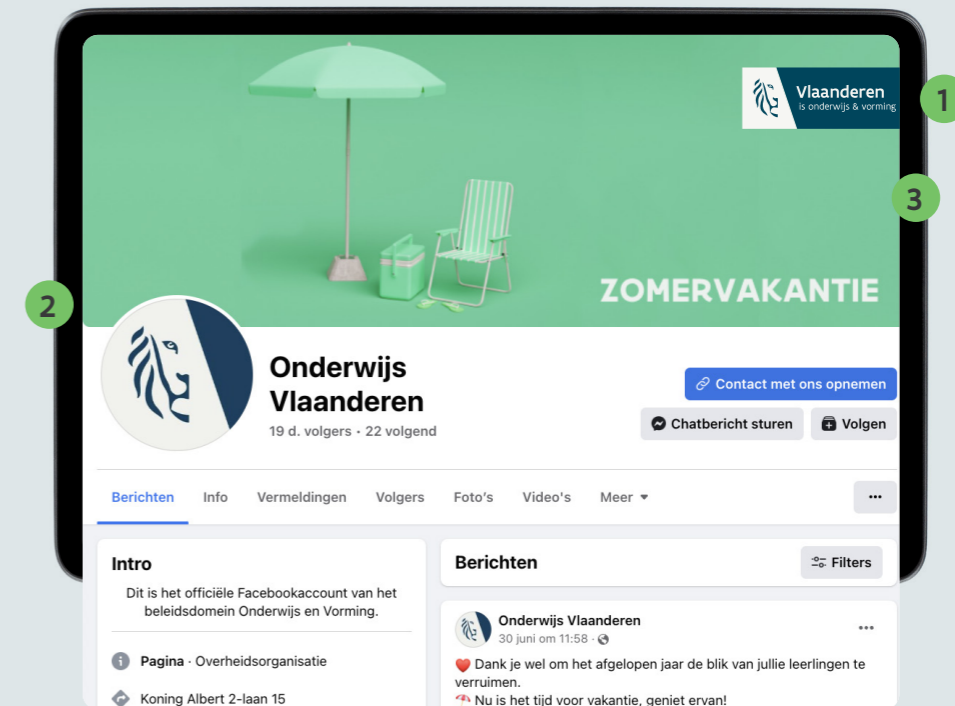 Vlaanderen
is onderwijs & vorming
1
3
ZOMERVAKANTIE
2
Onderwijs
Vlaanderen
19 d. volgers · 22 volgend
Contact met ons opnemen
Chatbericht sturen
Volgen
Berichten Info Vermeldingen Volgers Foto's Video's Meer
Intro
Dit is het officiële Facebookaccount van het
beleidsdomein Onderwijs en Vorming.
Pagina · Overheidsorganisatie
Koning Albert 2-laan 15
Berichten
Filters
Onderwijs Vlaanderen
30 juni om 11:58 ·
Dank je wel om het afgelopen jaar de blik van jullie leerlingen te
verruimen.
Nu is het tijd voor vakantie, geniet ervan!